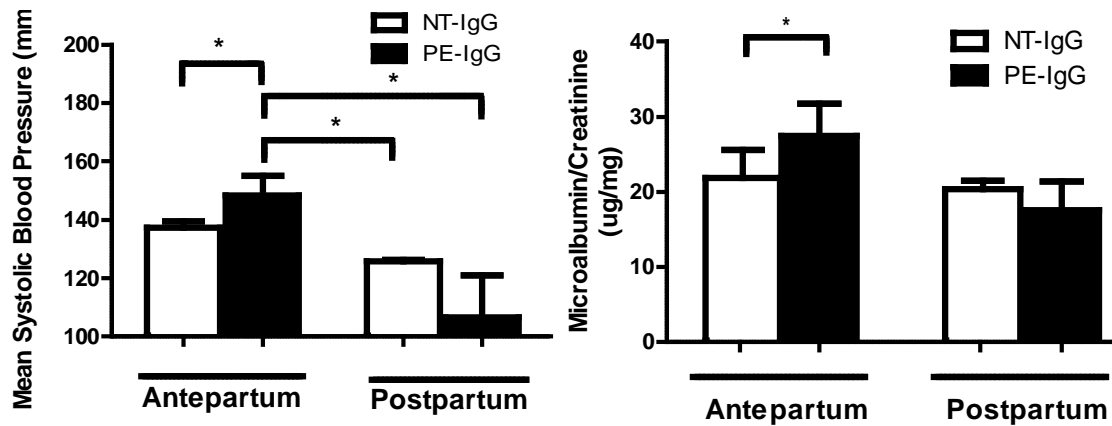 Mean Systolic Blood Pressure (mm
200
180
160
140
120
100
NT-IgG
PE-IgG
*
*
*
Antepartum
Postpartum
Microalbumin/Creatinine
(ug/mg)
40
30
20
10
0
*
NT-IgG
PE-IgG
Antepartum
Postpartum